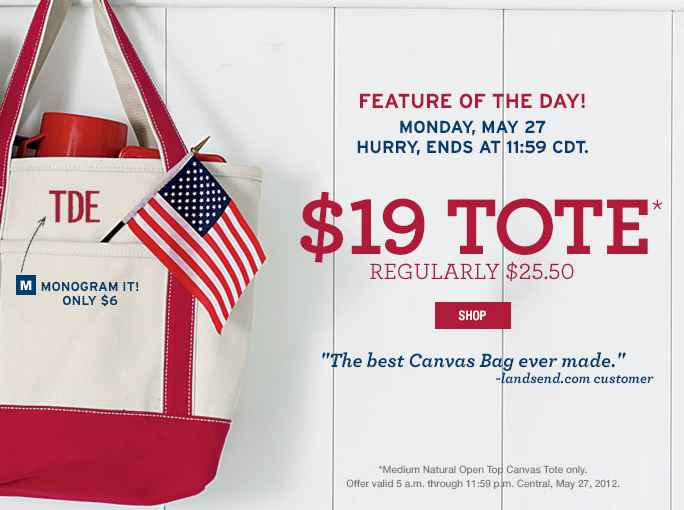 FEATURE OF THE DAY!
MONDAY, MAY 27
HURRY, ENDS AT 11:59 CDT.
$19 TOTE*
REGULARLY $25.50
SHOP
"The best Canvas Bag ever made."
-landsend.com customer
*Medium Natural Open Top Canvas Tote only.
Offer valid 5 a.m. through 11:59 p.m. Central, May 27, 2012.
TDE
M MONOGRAM IT!
ONLY $6